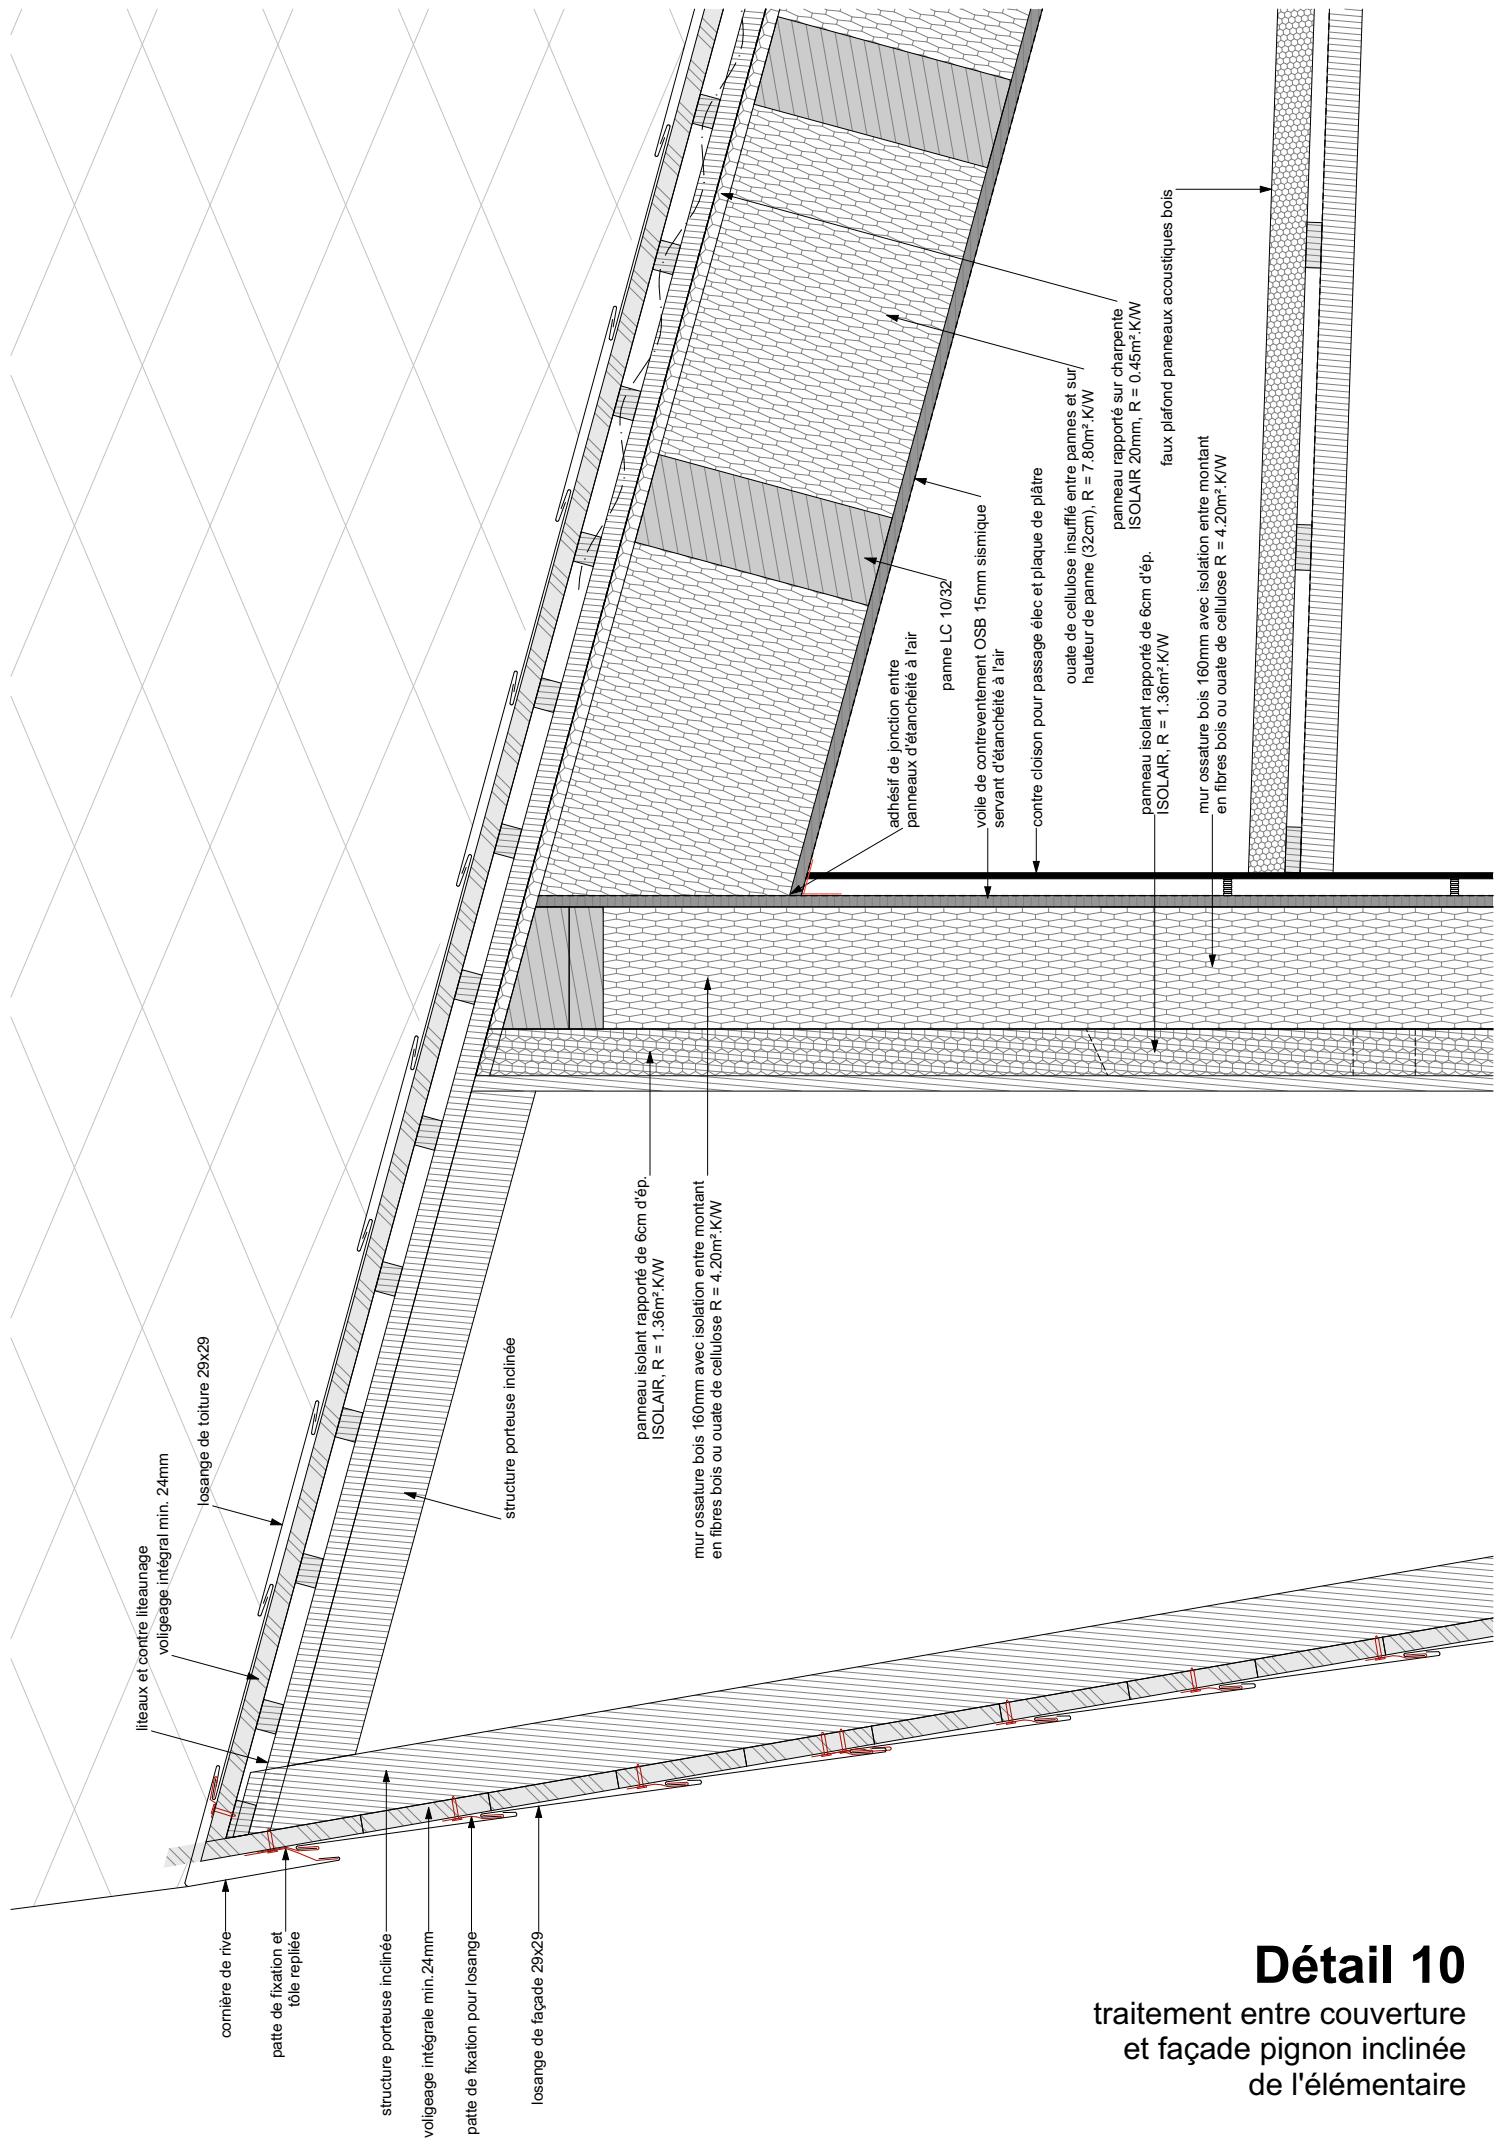 liteaux et contre liteaunage
voligeage intégral min. 24mm
losange de toiture 29x29
structure porteuse inclinée
panneau isolant rapporté de 6cm d'ép.
ISOLAIR, R = 1.36m².K/W
mur ossature bois 160mm avec isolation entre montant
en fibres bois ou ouate de cellulose R = 4.20m².K/W
adhésif de jonction entre
panneaux d'étanchéité à l'air
panne LC 10/32
voile de contreventement OSB 15mm sismique
servant d'étanchéité à l'air
contre cloison pour passage élec et plaque de plâtre
ouate de cellulose insufflé entre pannes et sur
hauteur de panne (32cm), R = 7.80m².K/W
panneau rapporté sur charpente
ISOLAIR 20mm, R = 0.45m².K/W
panneau isolant rapporté de 6cm d'ép.
ISOLAIR, R = 1.36m².K/W
faux plafond panneaux acoustiques bois
mur ossature bois 160mm avec isolation entre montant
en fibres bois ou ouate de cellulose R = 4.20m².K/W
cornière de rive
patte de fixation et
tôle repliée
structure porteuse inclinée
voligeage intégrale min.24mm
patte de fixation pour losange
losange de façade 29x29
Détail 10
traitement entre couverture
et façade pignon inclinée
de l'élémentaire